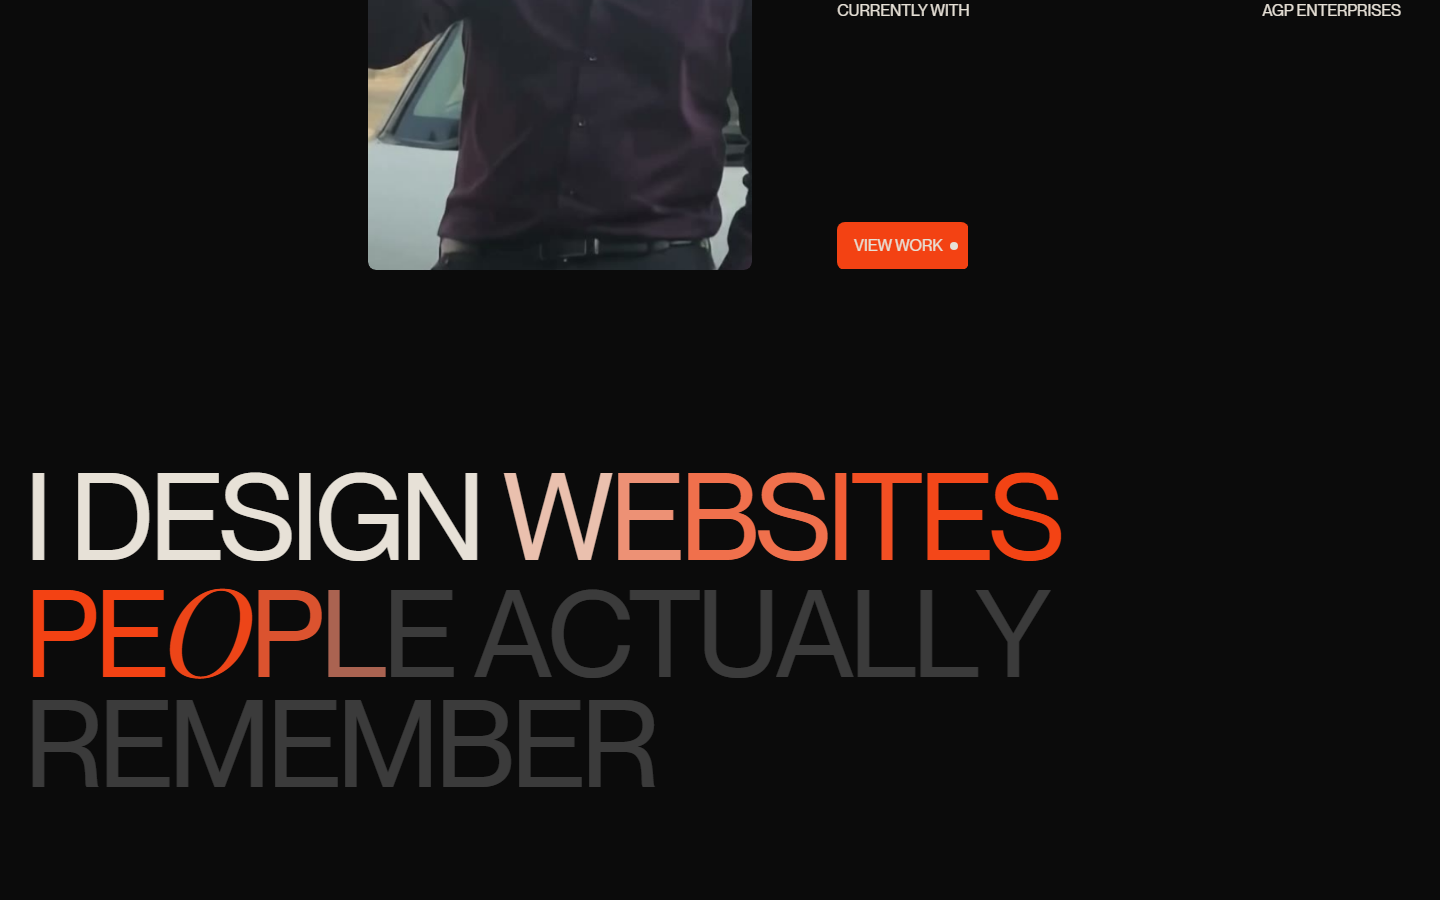 CURRENTLY WITH
AGP ENTERPRISES
VIEW WORK
I DESIGN WEBSITES
PEOPLE ACTUALLY
REMEMBER